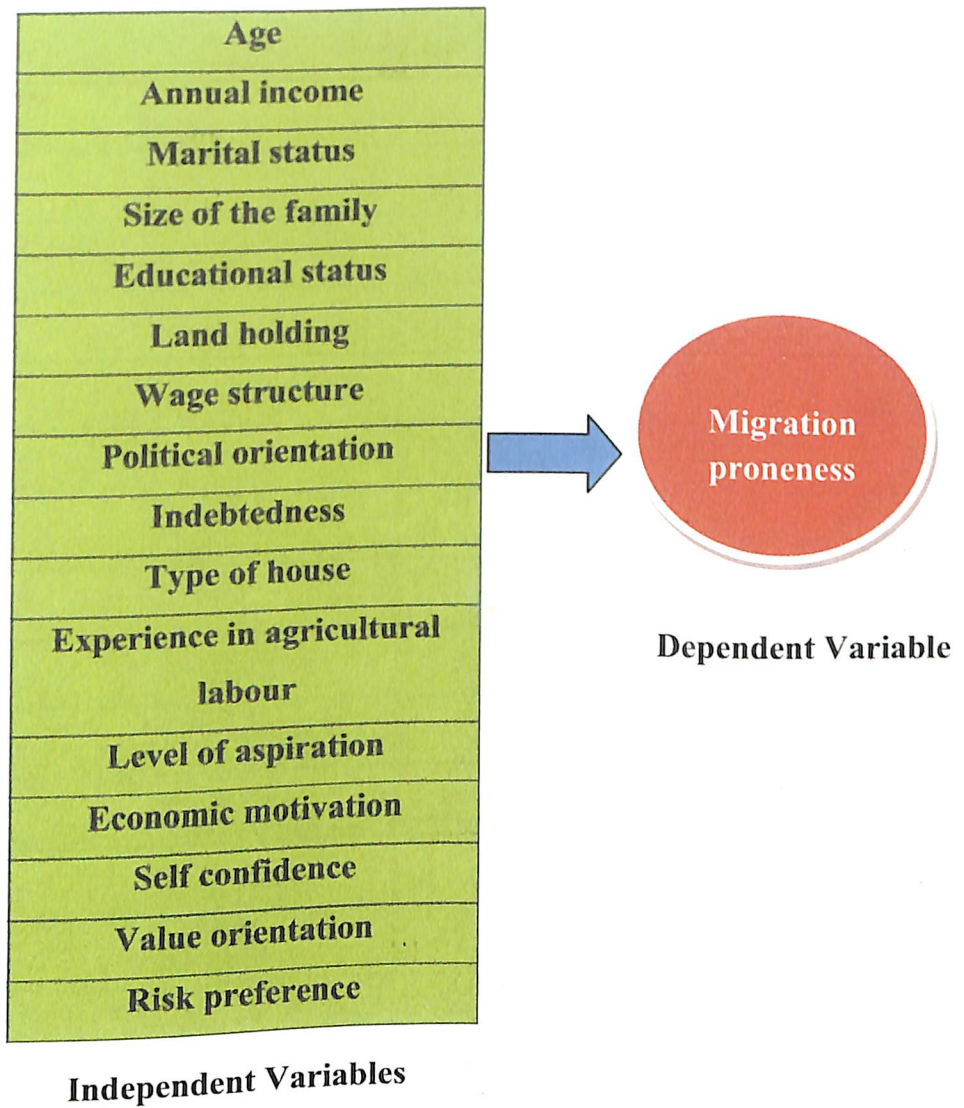 Age
Annual income
Marital status
Size of the family
Educational status
Land holding
Wage structure
Political orientation
Indebtedness
Type of house
Experience in agricultural
labour
Level of aspiration
Economic motivation
Self confidence
Value orientation
Risk preference
Independent Variables
Migration
proneness
Dependent Variable